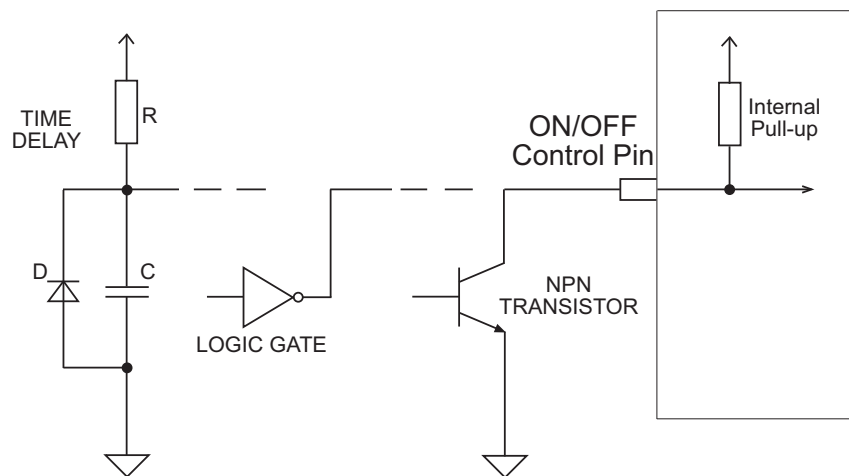 TIME
DELAY
R
D
C
LOGIC GATE
ON/OFF
Control Pin
NPN
TRANSISTOR
Internal
Pull-up